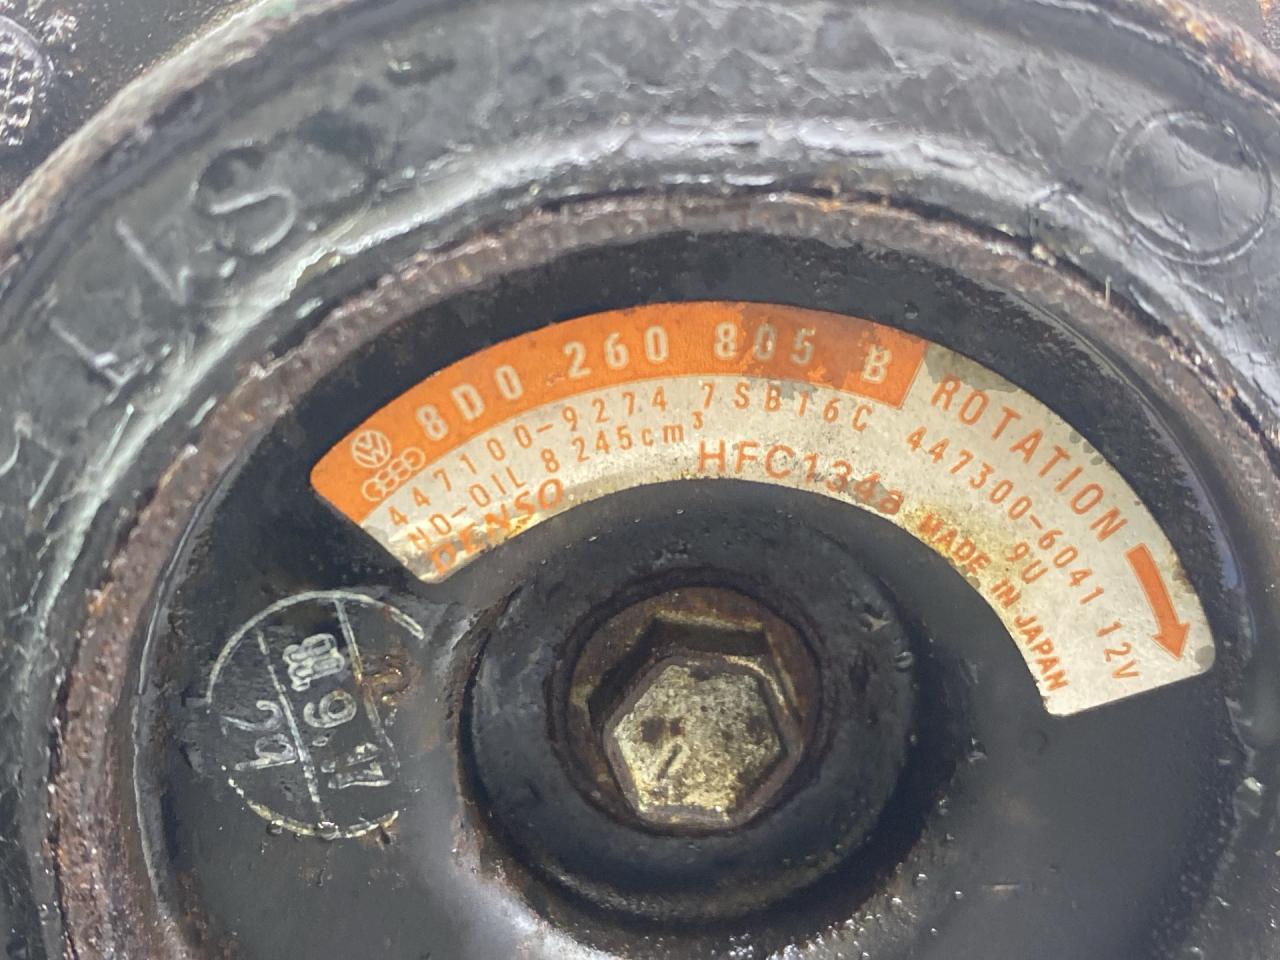 8D0 260 805 B
ROTATION
447100-9274 7SB16C 447300-6041 12V
ND-OIL 8 245cm³ 9U
DENSO HFC134a MADE IN JAPAN